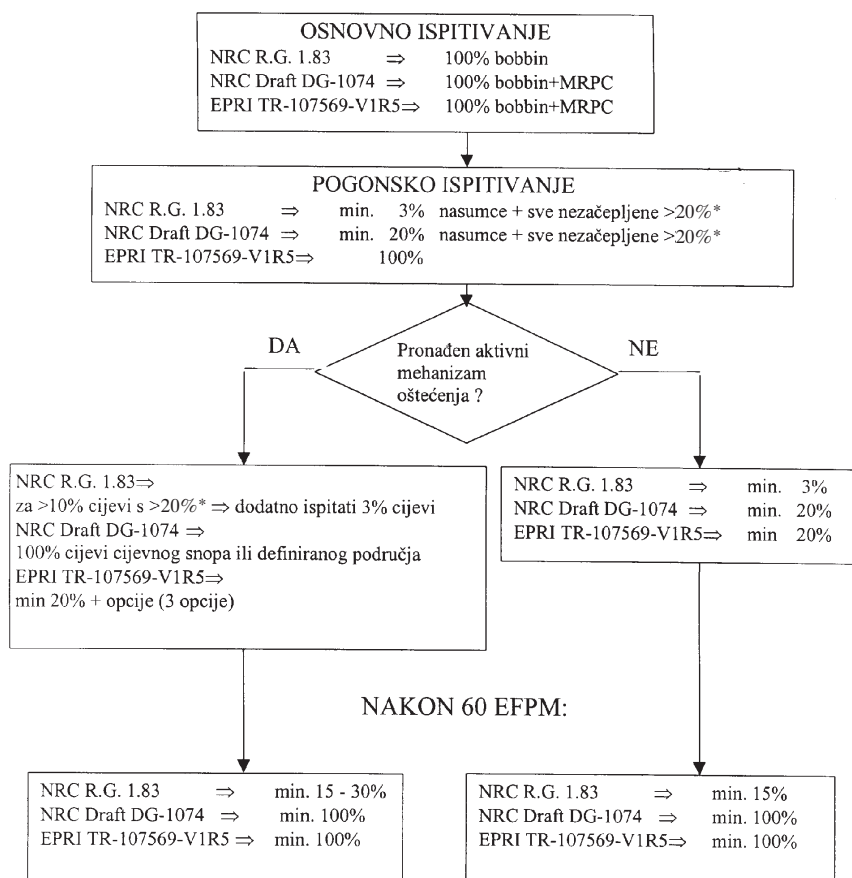 OSNOVNO ISPITIVANJE
NRC R.G. 1.83 ⇒ 100% bobbin
NRC Draft DG-1074 ⇒ 100% bobbin+MRPC
EPRI TR-107569-V1R5⇒ 100% bobbin+MRPC
POGONSKO ISPITIVANJE
NRC R.G. 1.83 ⇒ min. 3% nasumce + sve nezačepljene >20%*
NRC Draft DG-1074 ⇒ min. 20% nasumce + sve nezačepljene >20%*
EPRI TR-107569-V1R5⇒ 100%
Pronađen aktivni
mehanizam
oštećenja ?
DA
NE
NRC R.G. 1.83⇒
za >10% cijevi s >20%* ⇒ dodatno ispitati 3% cijevi
NRC Draft DG-1074 ⇒
100% cijevi cijevnog snopa ili definiranog područja
EPRI TR-107569-V1R5⇒
min 20% + opcije (3 opcije)
NRC R.G. 1.83 ⇒ min. 3%
NRC Draft DG-1074 ⇒ min. 20%
EPRI TR-107569-V1R5⇒ min 20%
NAKON 60 EFPM:
NRC R.G. 1.83 ⇒ min. 15 - 30%
NRC Draft DG-1074 ⇒ min. 100%
EPRI TR-107569-V1R5 ⇒ min. 100%
NRC R.G. 1.83 ⇒ min. 15%
NRC Draft DG-1074 ⇒ min. 100%
EPRI TR-107569-V1R5⇒ min. 100%